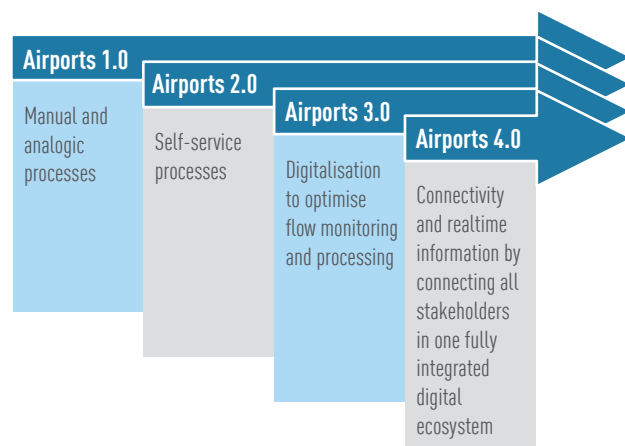 Airports 1.0
Manual and
analogic
processes
Airports 2.0
Self-service
processes
Airports 3.0
Digitalisation
to optimise
flow monitoring
and processing
Airports 4.0
Connectivity
and realtime
information by
connecting all
stakeholders
in one fully
integrated
digital
ecosystem